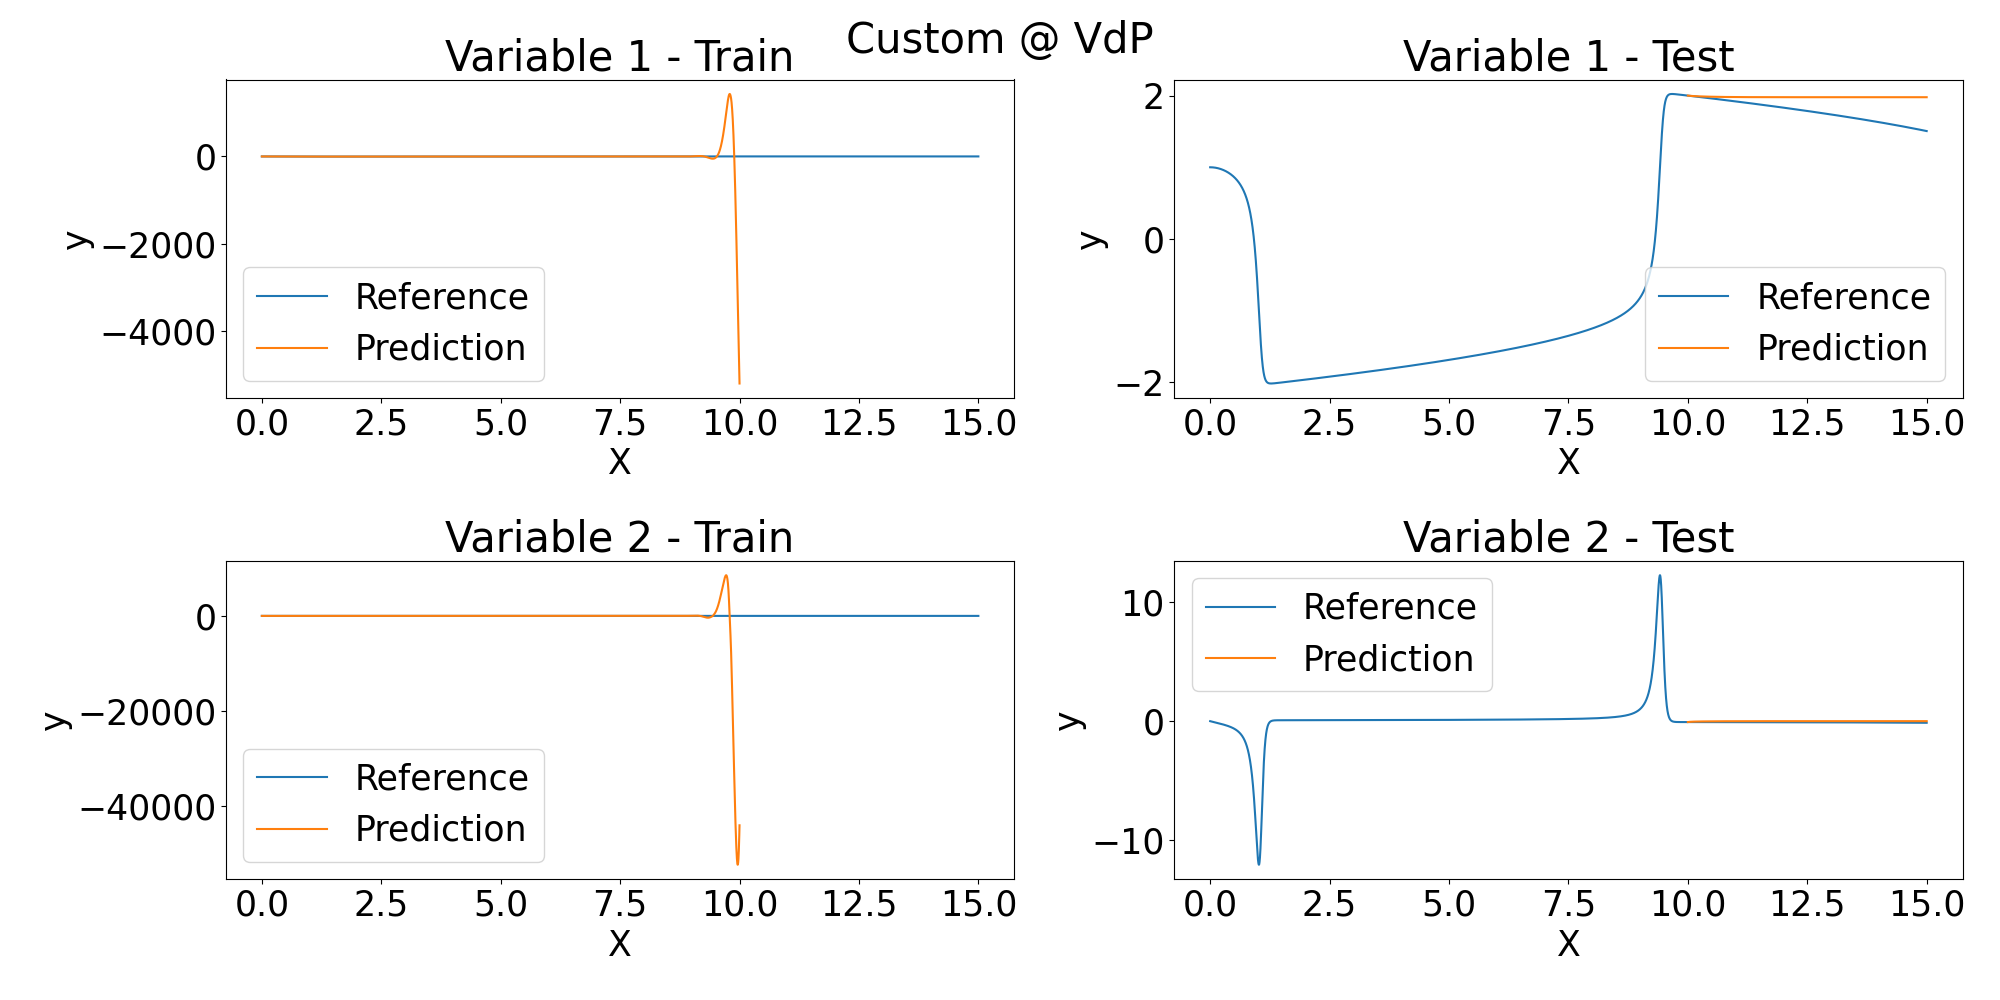 Custom @ VdP
Variable 1 - Train
y
0
−2000
−4000
Reference
Prediction
0.0 2.5 5.0 7.5 10.0 12.5 15.0
X
Variable 1 - Test
y
2
0
−2
Reference
Prediction
0.0 2.5 5.0 7.5 10.0 12.5 15.0
X
Variable 2 - Train
y
0
−20000
−40000
Reference
Prediction
0.0 2.5 5.0 7.5 10.0 12.5 15.0
X
Variable 2 - Test
y
10
0
−10
Reference
Prediction
0.0 2.5 5.0 7.5 10.0 12.5 15.0
X